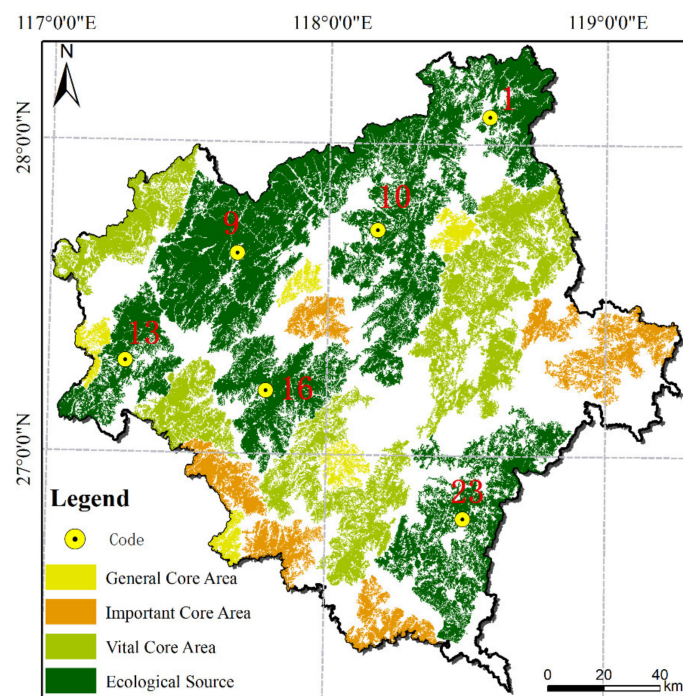 117°0'0"E
118°0'0"E
119°0'0"E
N
28°0'0"N
27°0'0"N
1
10
9
13
16
23
Legend
Code
General Core Area
Important Core Area
Vital Core Area
Ecological Source
0 20 40
km